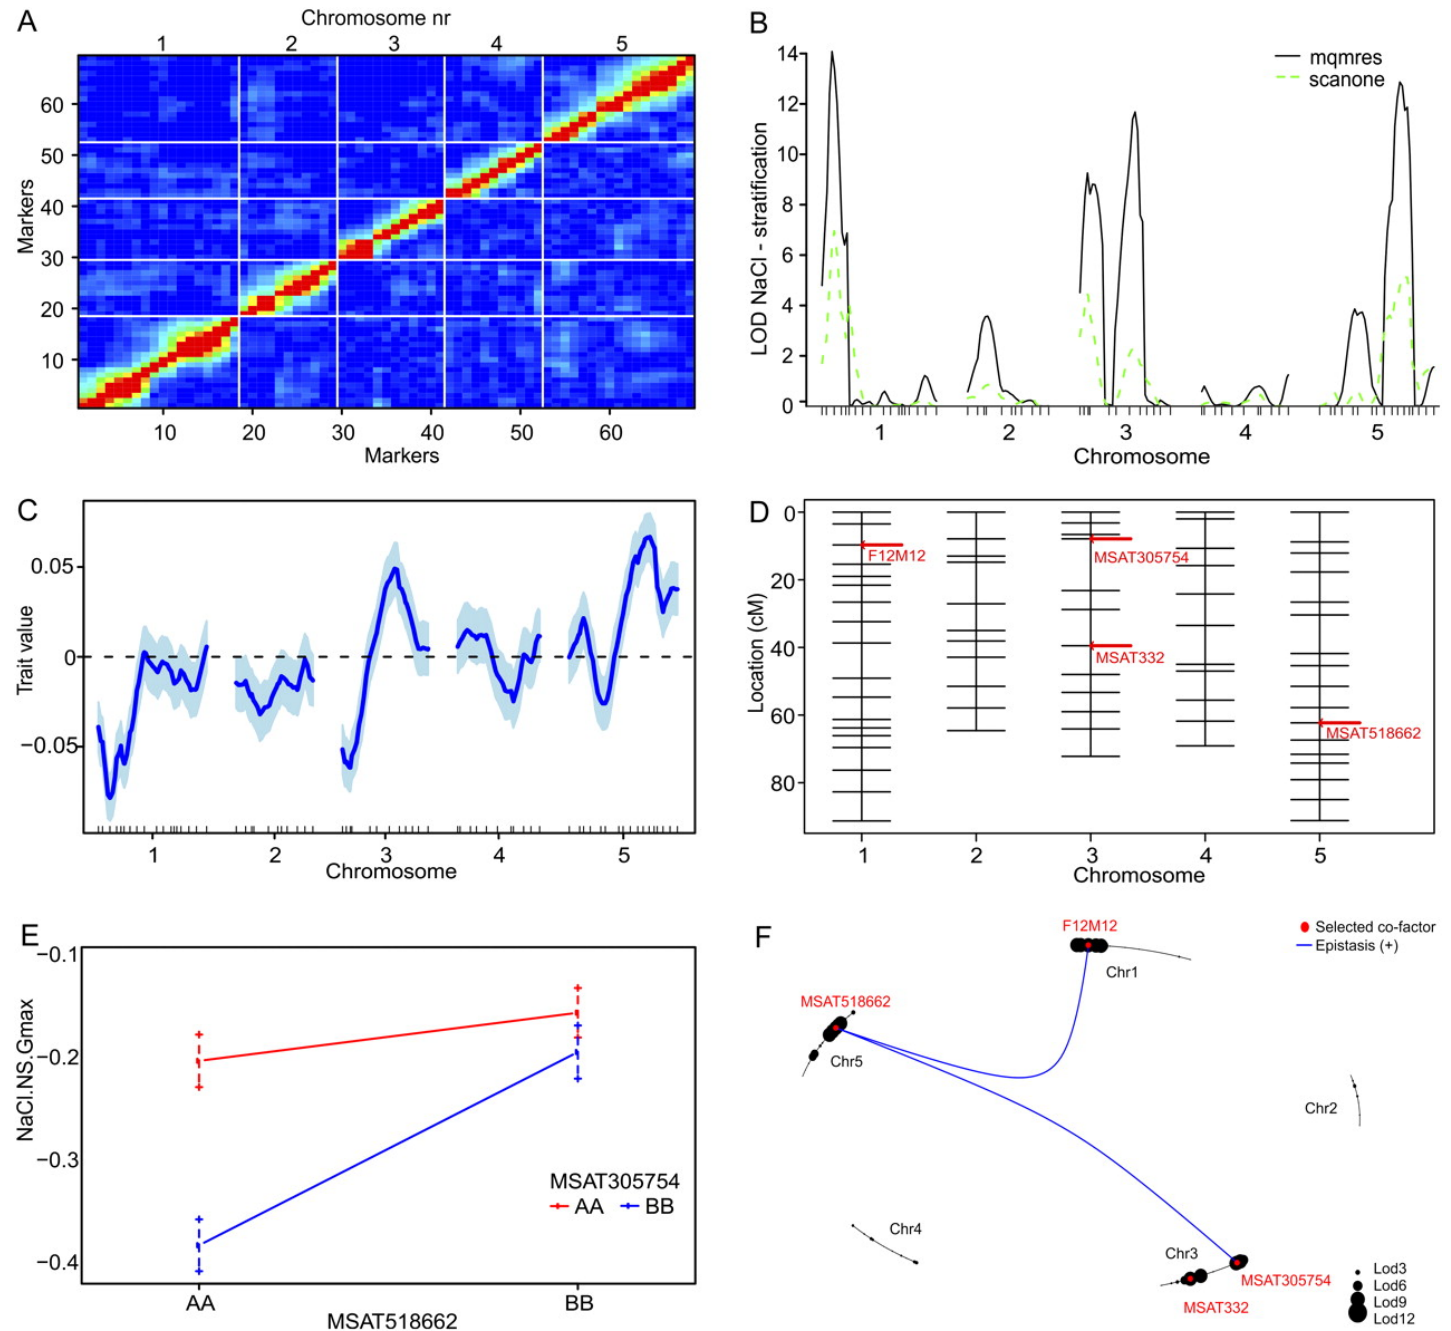 A
Chromosome nr
1 2 3 4 5
60
50
40
30
20
10
Markers
10 20 30 40 50 60
Markers
B
14
12
10
8
6
4
2
0
LOD NaCl - stratification
mqmres
scanone
1 2 3 4 5
Chromosome
C
0.05
0
−0.05
Trait value
1 2 3 4 5
Chromosome
D
0
20
40
60
80
Location (cM)
F12M12
MSAT305754
MSAT332
MSAT518662
1 2 3 4 5
Chromosome
E
−0.1
−0.2
−0.3
−0.4
NaCl.NS.Gmax
MSAT305754
AA BB
AA BB
MSAT518662
F
F12M12
Selected co-factor
Epistasis (+)
Chr1
MSAT518662
Chr5
Chr2
Chr4
Chr3
MSAT305754
MSAT332
Lod3
Lod6
Lod9
Lod12